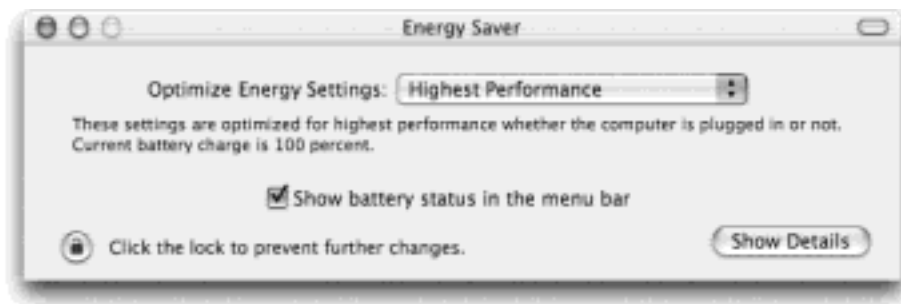 Energy Saver
Optimize Energy Settings: Highest Performance
These settings are optimized for highest performance whether the computer is plugged in or not.
Current battery charge is 100 percent.
Show battery status in the menu bar
Click the lock to prevent further changes. Show Details